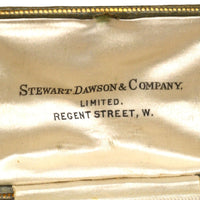 STEWART DAWSON & COMPANY.
LIMITED.
REGENT STREET, W.